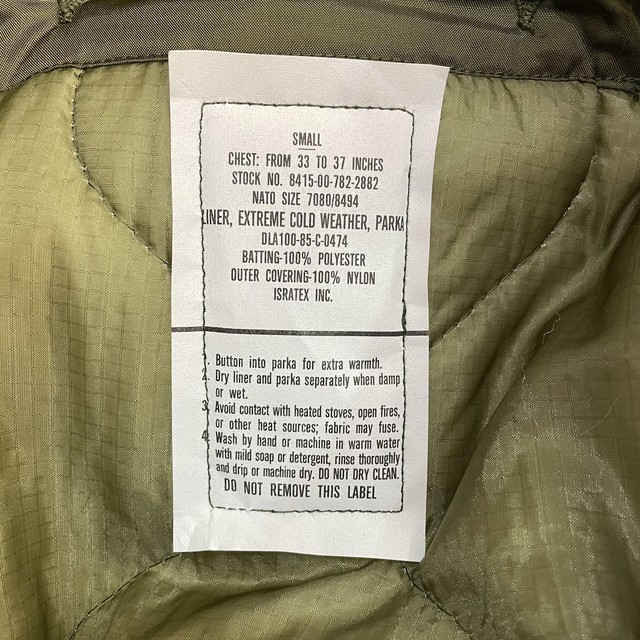 SMALL
CHEST: FROM 33 TO 37 INCHES
STOCK NO. 8415-00-782-2882
NATO SIZE 7080/8494
LINER, EXTREME COLD WEATHER, PARKA
DLA100-85-C-0474
BATTING-100% POLYESTER
OUTER COVERING-100% NYLON
ISRATEX INC.
1. Button into parka for extra warmth.
2. Dry liner and parka separately when damp
or wet.
3. Avoid contact with heated stoves, open fires,
or other heat sources; fabric may fuse.
4. Wash by hand or machine in warm water
with mild soap or detergent, rinse thoroughly
and drip or machine dry. DO NOT DRY CLEAN.
DO NOT REMOVE THIS LABEL